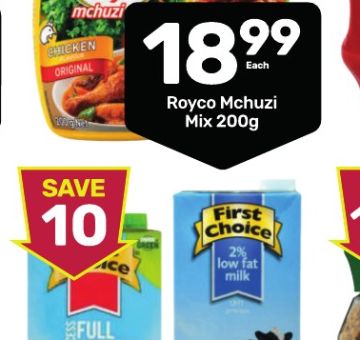 mchuzi
CHICKEN
ORIGINAL
18 99
Each
Royco Mchuzi
Mix 200g
SAVE
10
First
Choice
2%
low fat
milk
GREEN
FULL